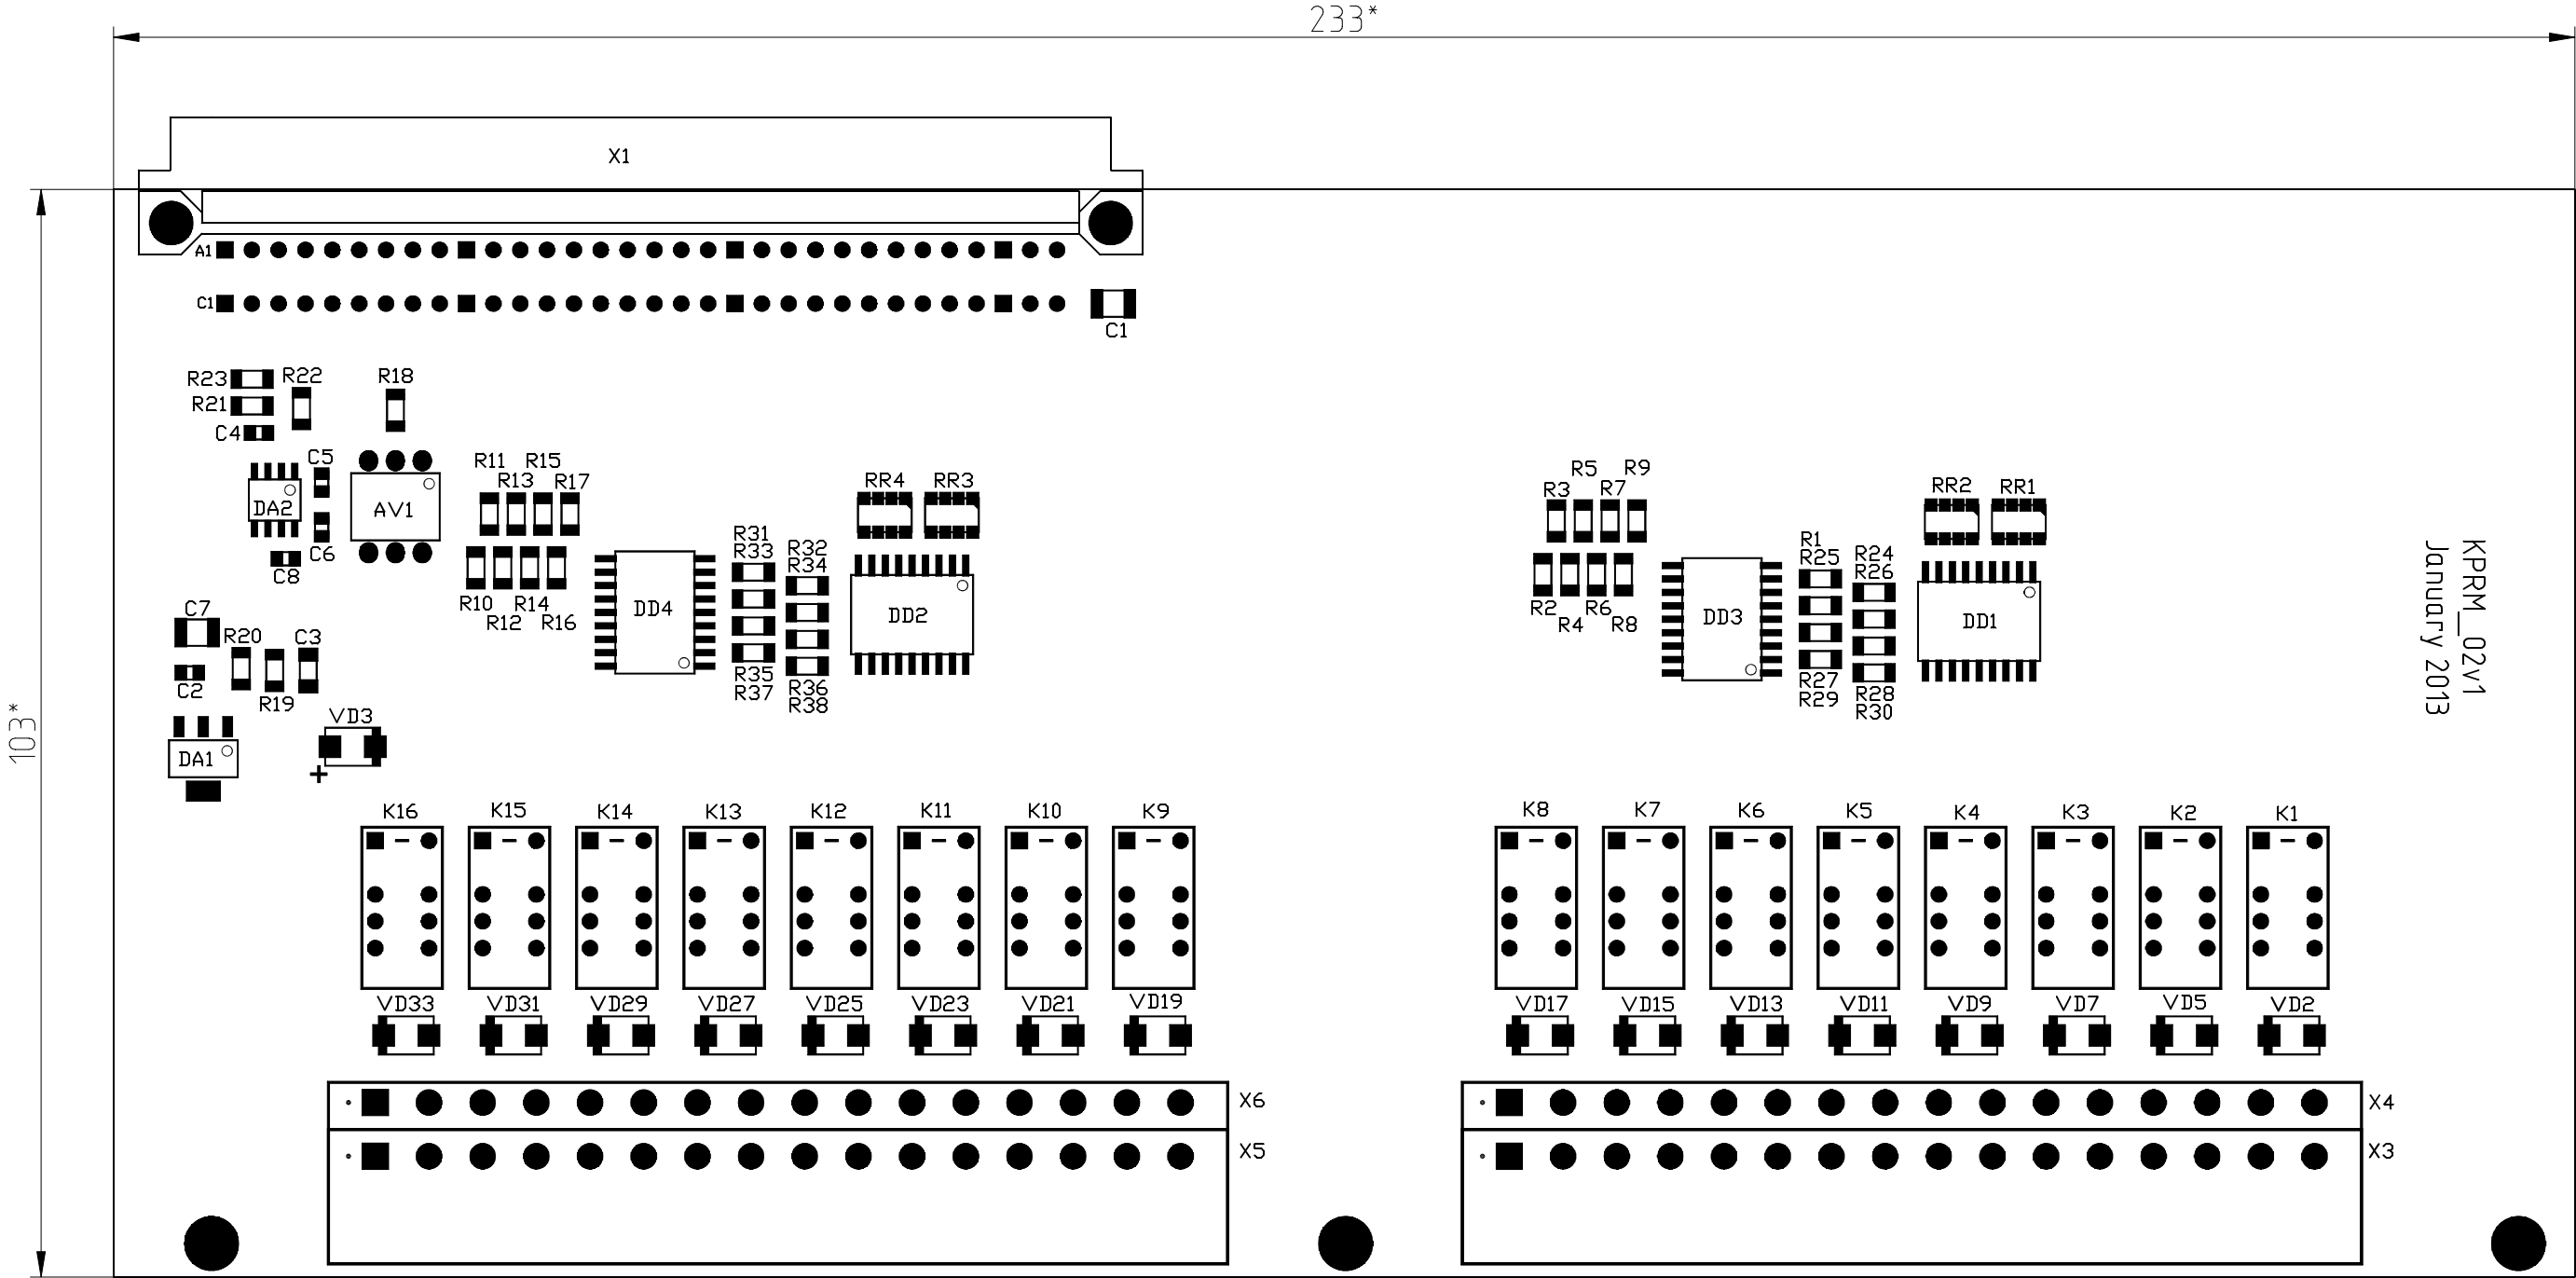 233*
X1
A1
C1
C1
R23
R22
R18
R21
C4
C5
R11
R15
R13
R17
RR4
RR3
R5
R9
R3
R7
RR2
RR1
DA2
AV1
C6
C8
R31
R33
R32
R34
R1
R25
R24
R26
KPRM_02v1
January 2013
R10
R14
R12
R16
DD4
DD2
R2
R6
R4
R8
DD3
DD1
C7
R20
C3
C2
R19
R35
R37
R36
R38
R27
R29
R28
R30
103*
VD3
DA1
+
K16
K15
K14
K13
K12
K11
K10
K9
K8
K7
K6
K5
K4
K3
K2
K1
VD33
VD31
VD29
VD27
VD25
VD23
VD21
VD19
VD17
VD15
VD13
VD11
VD9
VD7
VD5
VD2
X6
X4
X5
X3